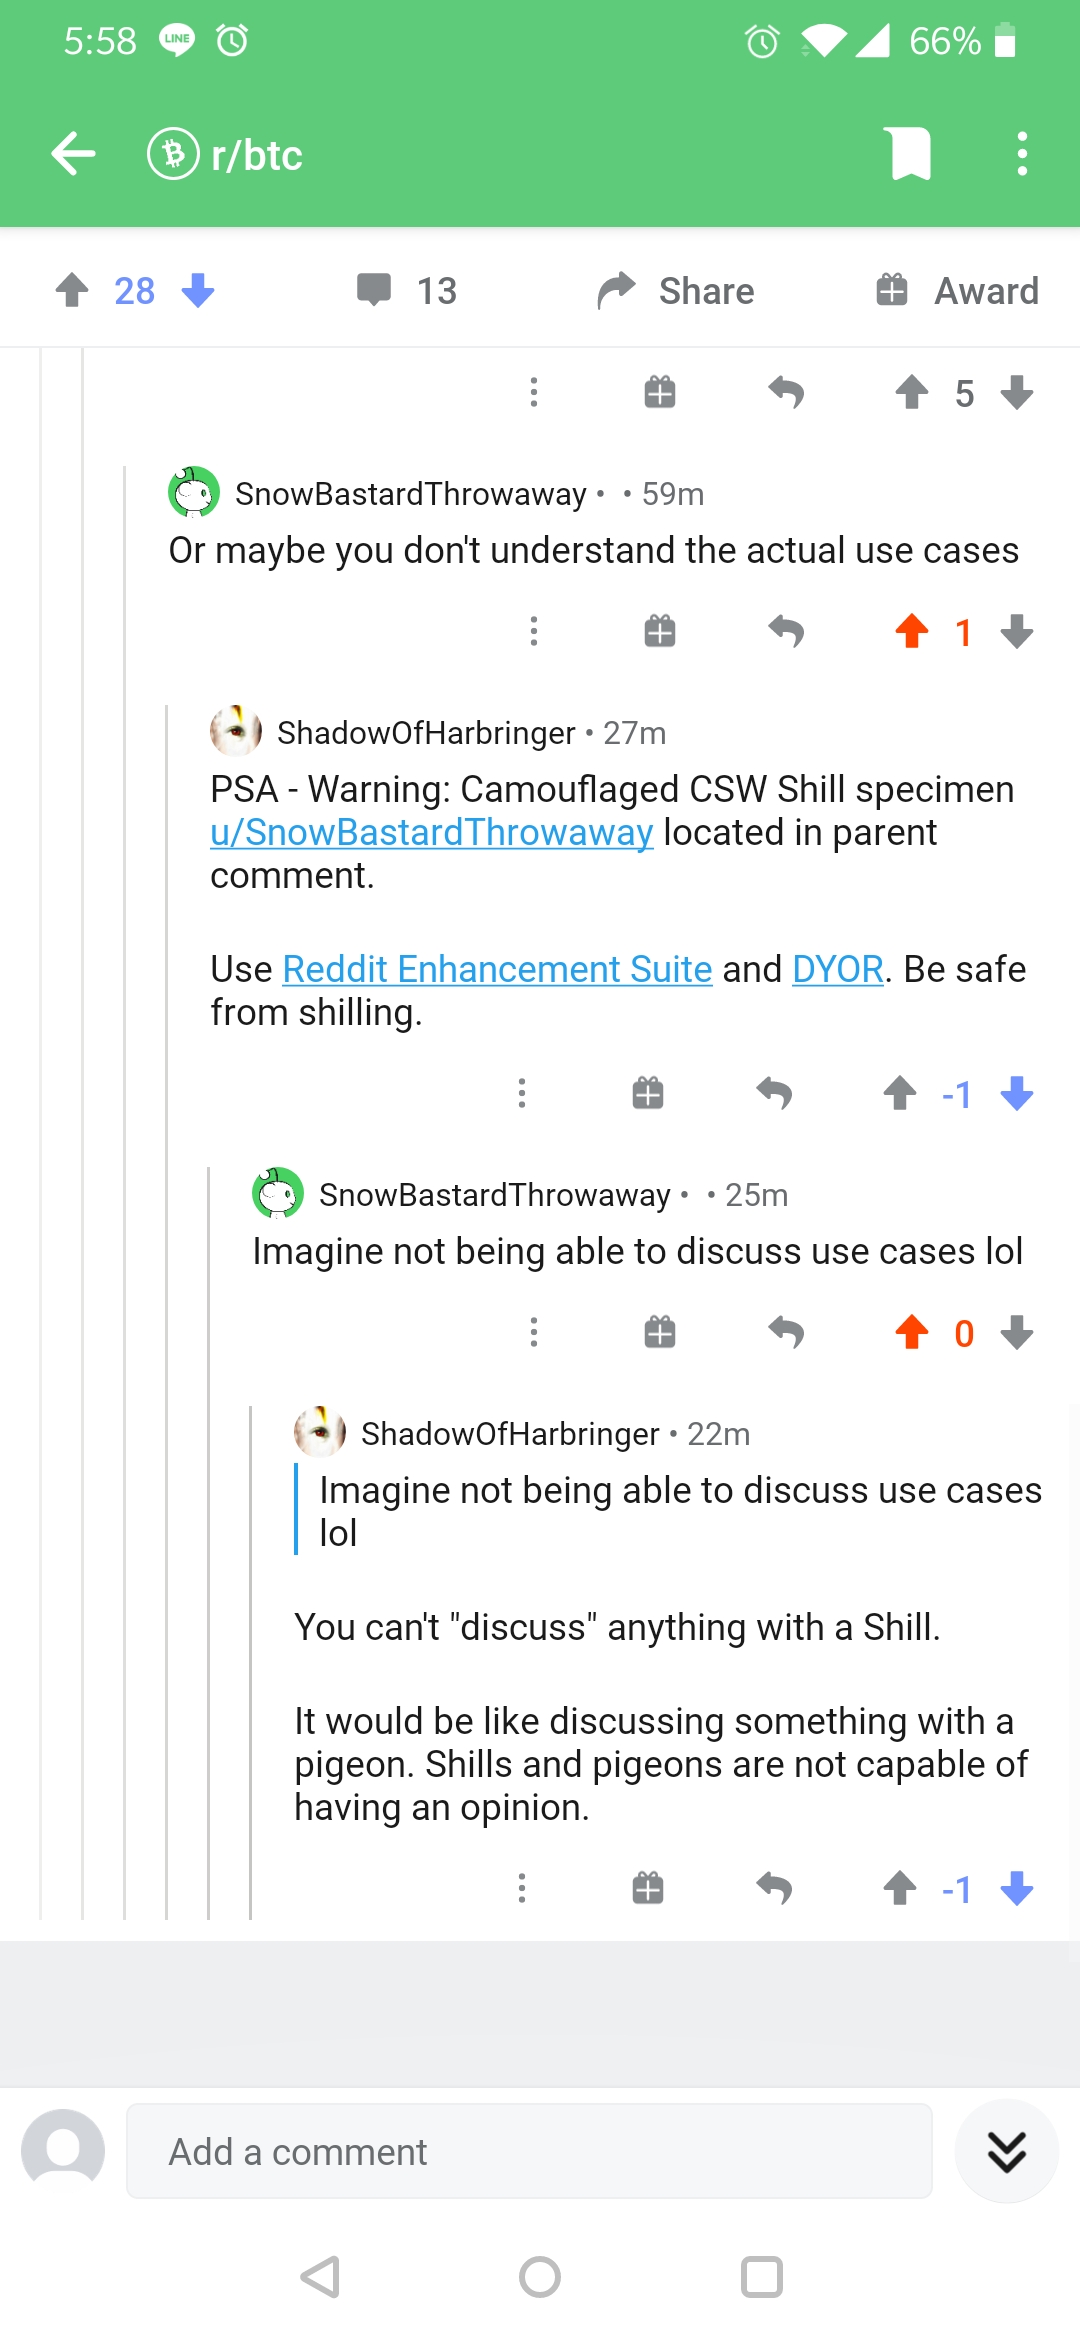 5:58 LINE 66%
r/btc
28 13 Share Award
5
SnowBastardThrowaway • • 59m
Or maybe you don't understand the actual use cases
1
ShadowOfHarbringer • 27m
PSA - Warning: Camouflaged CSW Shill specimen
u/SnowBastardThrowaway located in parent
comment.
Use Reddit Enhancement Suite and DYOR. Be safe
from shilling.
-1
SnowBastardThrowaway • • 25m
Imagine not being able to discuss use cases lol
0
ShadowOfHarbringer • 22m
Imagine not being able to discuss use cases
lol
You can't "discuss" anything with a Shill.
It would be like discussing something with a
pigeon. Shills and pigeons are not capable of
having an opinion.
-1
Add a comment